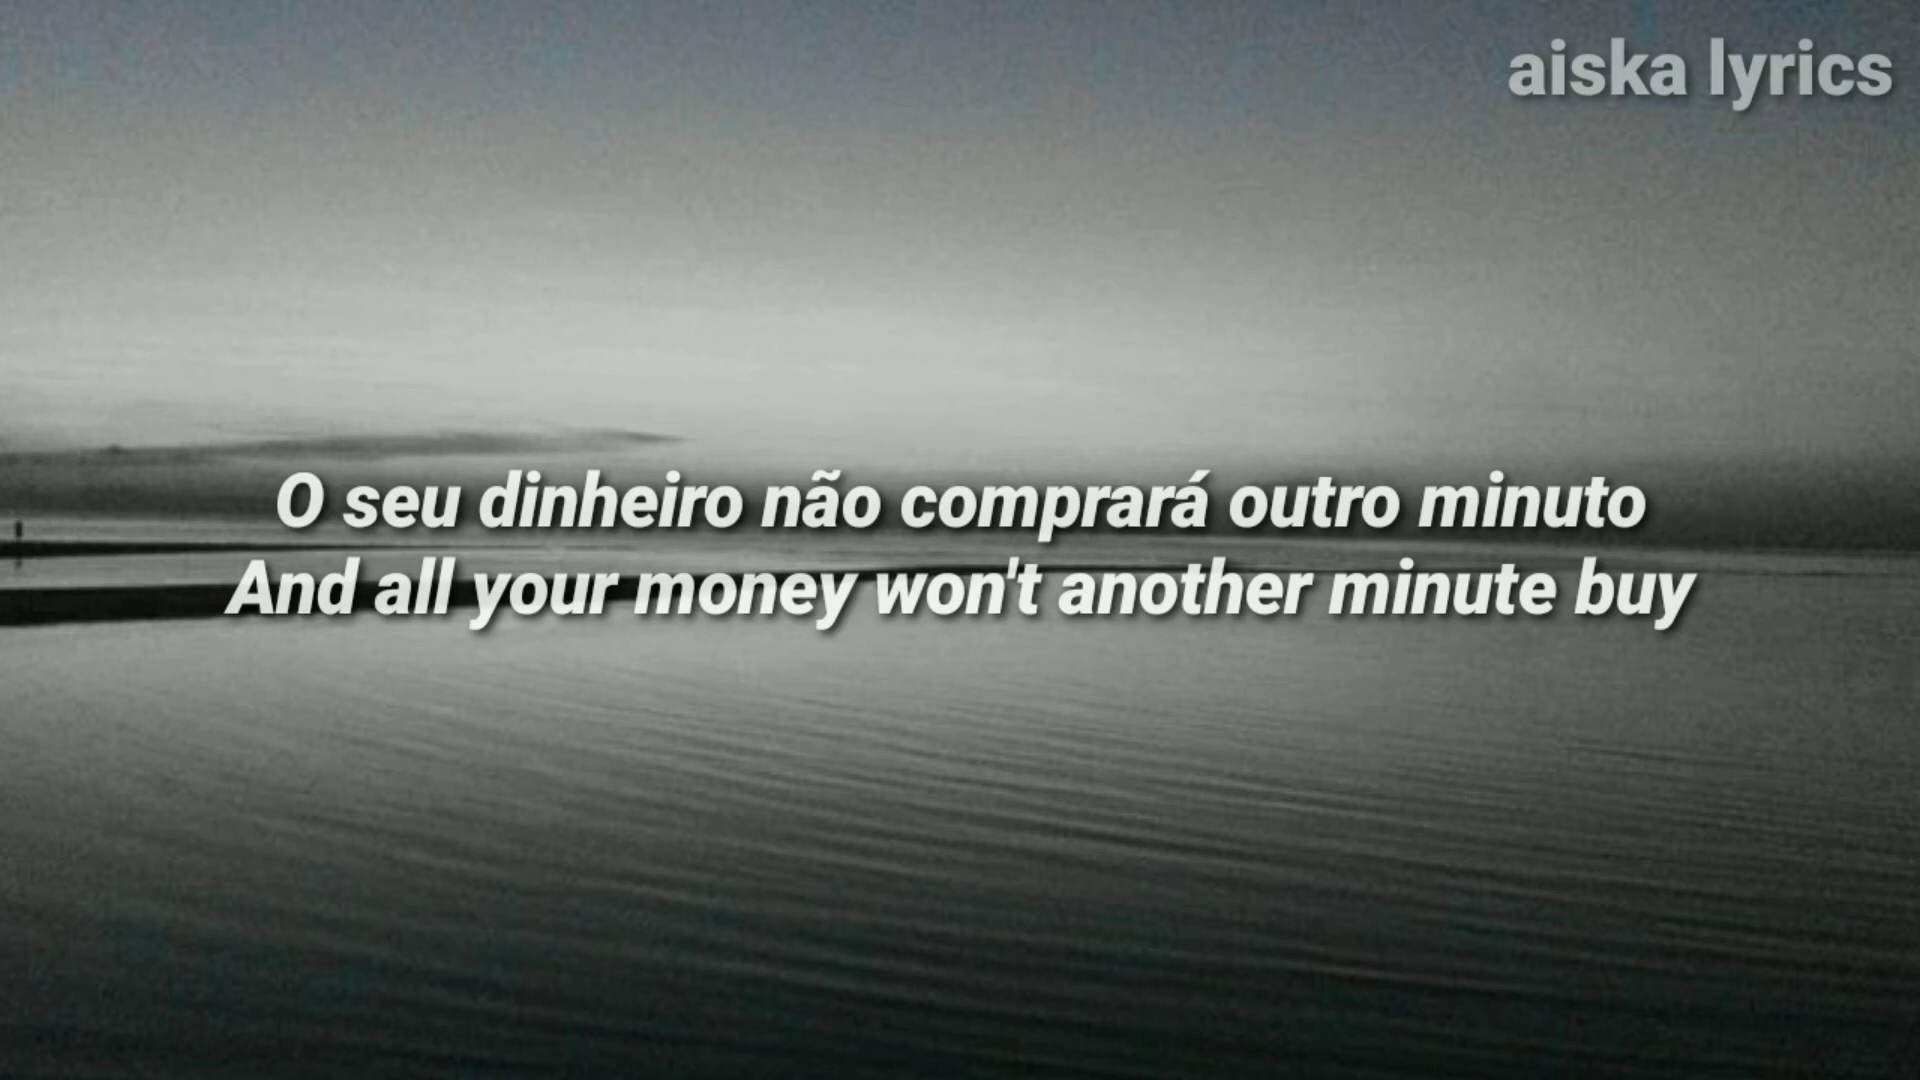 aiska lyrics
O seu dinheiro não comprará outro minuto
And all your money won't another minute buy